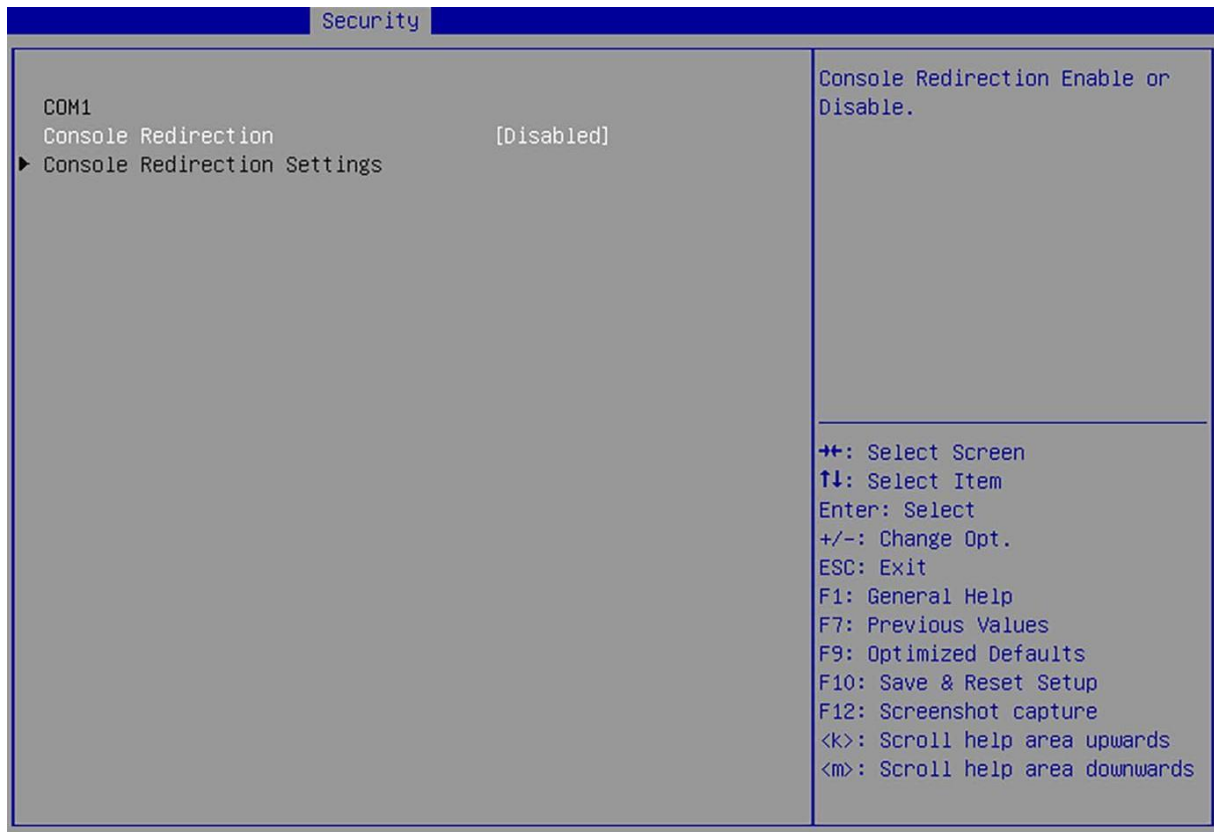 Security
COM1
Console Redirection [Disabled]
▶ Console Redirection Settings
Console Redirection Enable or
Disable.
→←: Select Screen
↑↓: Select Item
Enter: Select
+/-: Change Opt.
ESC: Exit
F1: General Help
F7: Previous Values
F9: Optimized Defaults
F10: Save & Reset Setup
F12: Screenshot capture
<k>: Scroll help area upwards
<m>: Scroll help area downwards